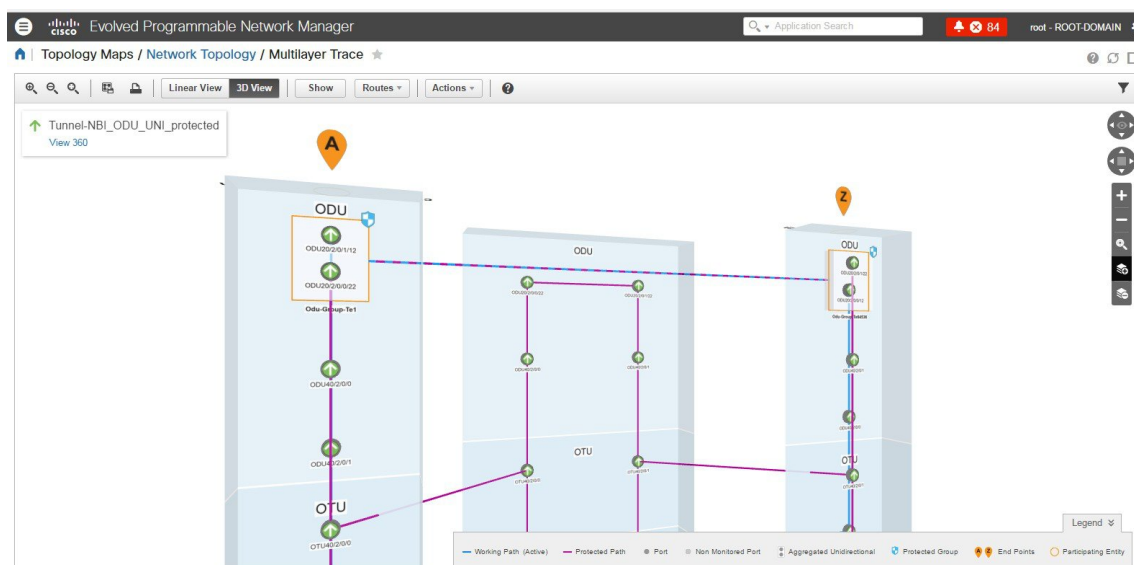 cisco Evolved Programmable Network Manager
Application Search
84
root - ROOT-DOMAIN
Topology Maps / Network Topology / Multilayer Trace
Linear View 3D View Show Routes Actions
Tunnel-NBI_ODU_UNI_protected
View 360
A
Z
ODU
ODU20/2/0/1/12
ODU20/2/0/0/22
Odu-Group-Te1
ODU40/2/0/0
ODU40/2/0/1
OTU
OTU40/2/0/0
ODU
OTU
ODU
OTU
Legend
Working Path (Active) Protected Path Port Non Monitored Port Aggregated Unidirectional Protected Group A Z End Points Participating Entity